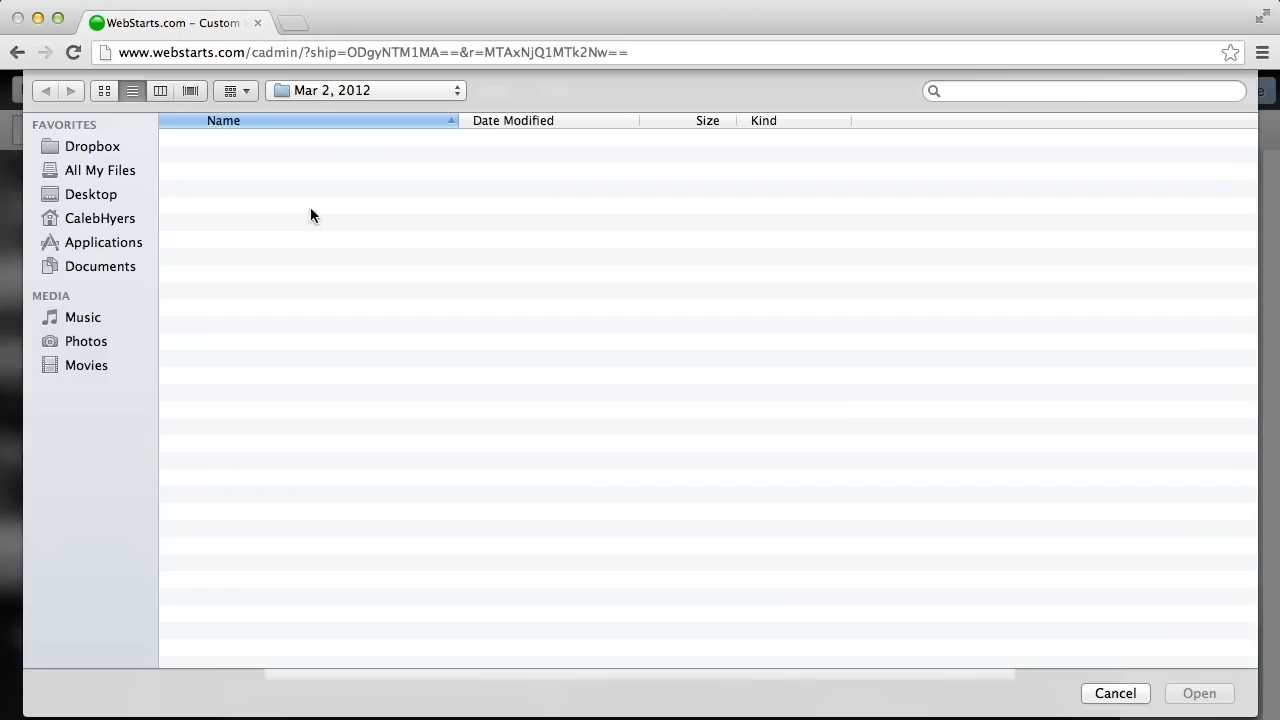 WebStarts.com – Custom
www.webstarts.com/cadmin/?ship=ODgyNTM1MA==&r=MTAxNjQ1MTk2Nw==
Mar 2, 2012
e
FAVORITES
Name
Date Modified
Size
Kind
Dropbox
All My Files
Desktop
CalebHyers
Applications
Documents
MEDIA
Music
Photos
Movies
Cancel
Open